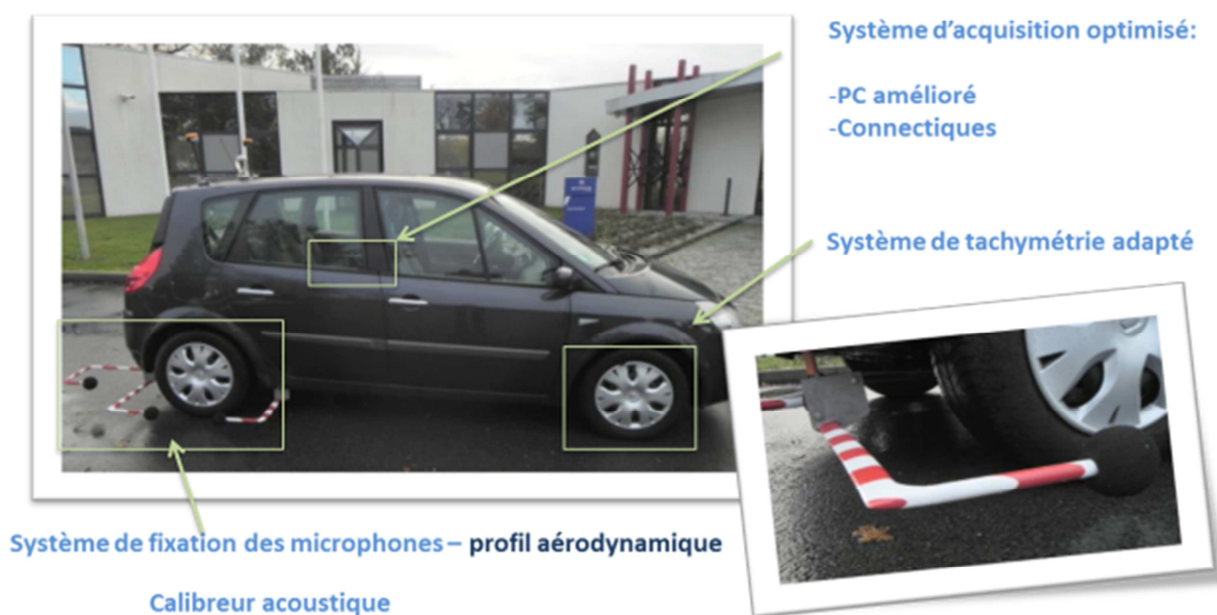 Système d'acquisition optimisé:
-PC amélioré
-Connectiques
Système de tachymétrie adapté
Système de fixation des microphones – profil aérodynamique
Calibreur acoustique